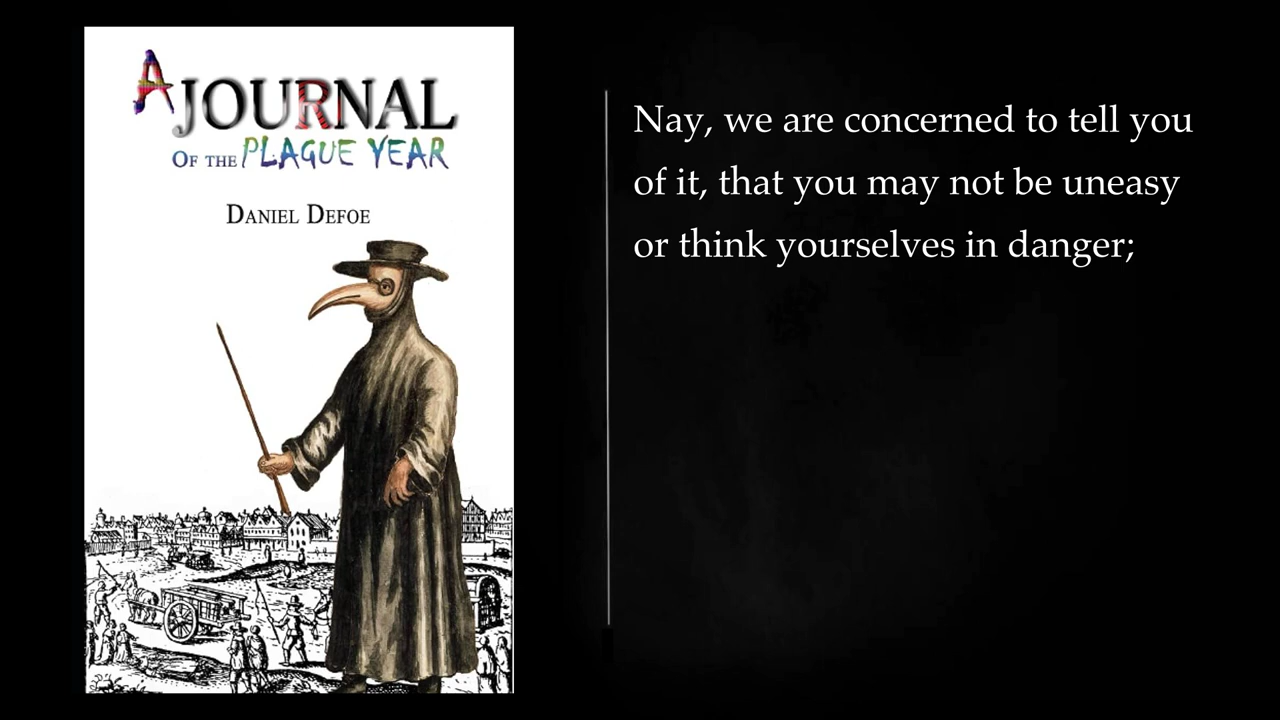 A JOURNAL
OF THE PLAGUE YEAR
DANIEL DEFOE
Nay, we are concerned to tell you
of it, that you may not be uneasy
or think yourselves in danger;